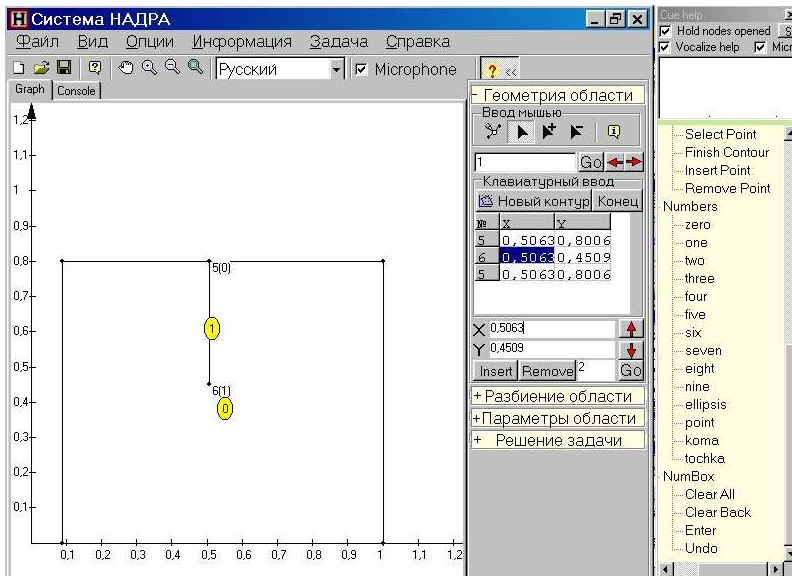 Система НАДРА
Cue help
Файл Вид Опции Информация Задача Справка
Hold nodes opened S
Vocalize help Micr
Русский Microphone ? <<
Graph Console
- Геометрия области
Ввод мышью
1 Go
Клавиатурный ввод
Новый контур Конец
№ X Y
5 0,5063 0,8006
6 0,5063 0,4509
5 0,5063 0,8006
X 0,5063
Y 0,4509
Insert Remove 2 Go
+ Разбиение области
+Параметры области
+ Решение задачи
1,2
1,1
1
0,9
0,8
0,7
0,6
0,5
0,4
0,3
0,2
0,1
5(0)
1
6(1)
0
0,1 0,2 0,3 0,4 0,5 0,6 0,7 0,8 0,9 1 1,1 1,2
Select Point
Finish Contour
Insert Point
Remove Point
Numbers
zero
one
two
three
four
five
six
seven
eight
nine
ellipsis
point
koma
tochka
NumBox
Clear All
Clear Back
Enter
Undo